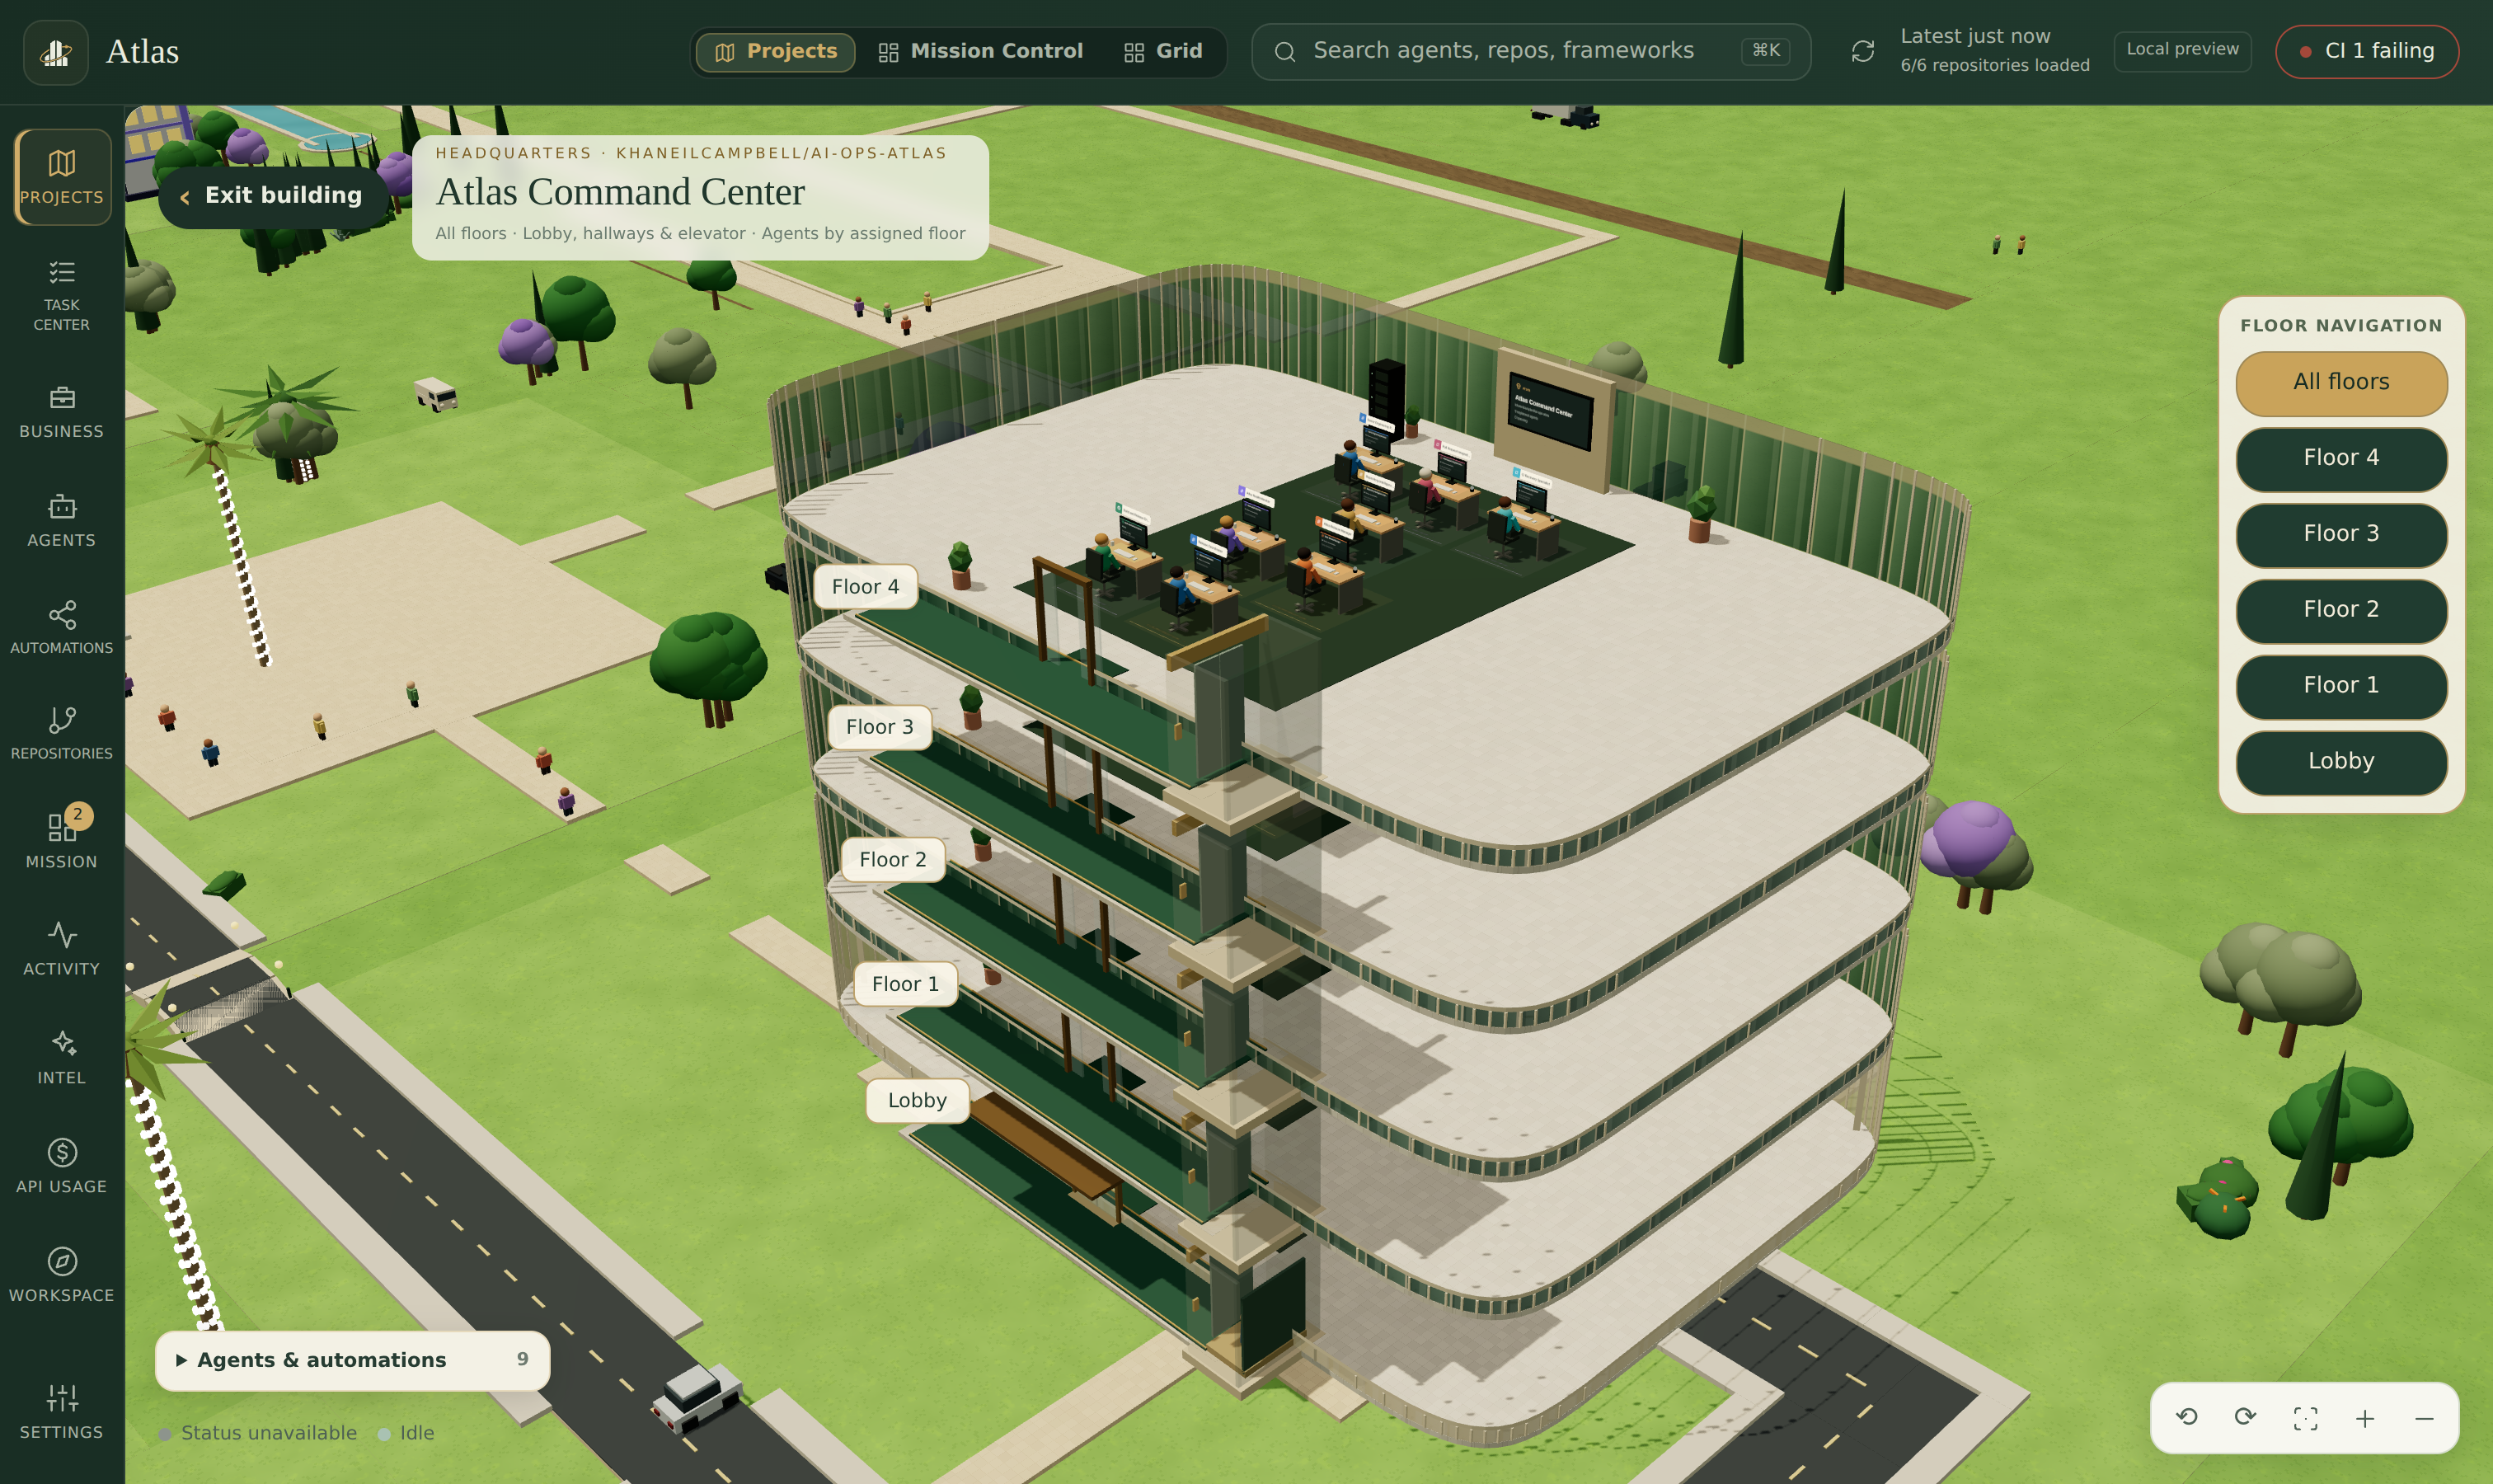 Atlas
Projects
Mission Control
Grid
Search agents, repos, frameworks
⌘K
Latest just now
6/6 repositories loaded
Local preview
CI 1 failing
PROJECTS
TASK
CENTER
BUSINESS
AGENTS
AUTOMATIONS
REPOSITORIES
2
MISSION
ACTIVITY
INTEL
API USAGE
WORKSPACE
SETTINGS
‹ Exit building
HEADQUARTERS · KHANEILCAMPBELL/AI-OPS-ATLAS
Atlas Command Center
All floors · Lobby, hallways & elevator · Agents by assigned floor
Atlas Command Center
Floor 4
Floor 3
Floor 2
Floor 1
Lobby
FLOOR NAVIGATION
All floors
Floor 4
Floor 3
Floor 2
Floor 1
Lobby
Agents & automations 9
Status unavailable
Idle